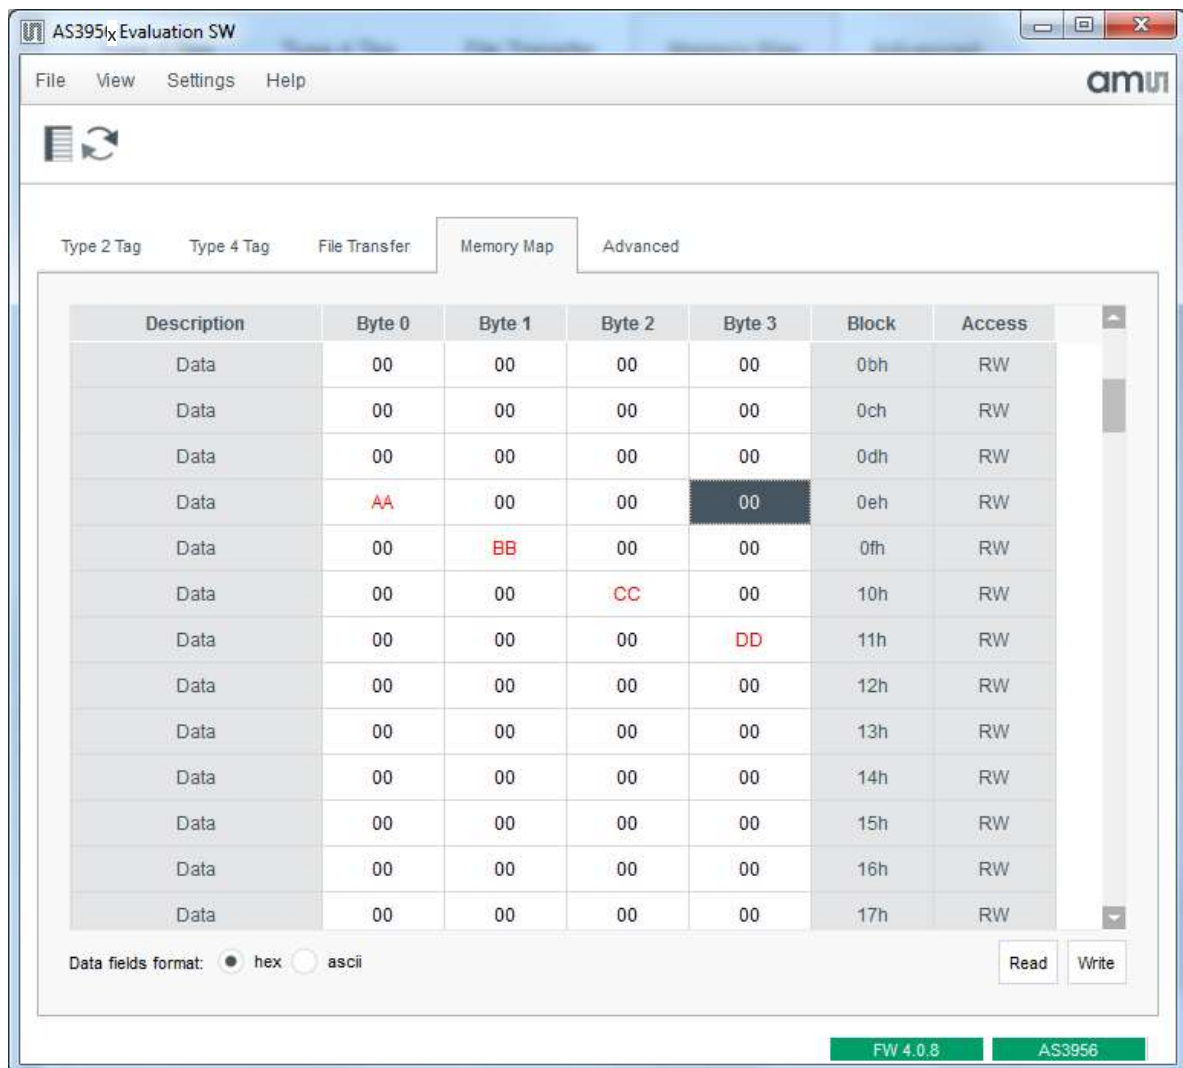 AS395x Evaluation SW
File View Settings Help
amu
Type 2 Tag Type 4 Tag File Transfer Memory Map Advanced
Description Byte 0 Byte 1 Byte 2 Byte 3 Block Access
Data 00 00 00 00 0bh RW
Data 00 00 00 00 0ch RW
Data 00 00 00 00 0dh RW
Data AA 00 00 00 0eh RW
Data 00 BB 00 00 0fh RW
Data 00 00 CC 00 10h RW
Data 00 00 00 DD 11h RW
Data 00 00 00 00 12h RW
Data 00 00 00 00 13h RW
Data 00 00 00 00 14h RW
Data 00 00 00 00 15h RW
Data 00 00 00 00 16h RW
Data 00 00 00 00 17h RW
Data fields format: hex ascii Read Write
FW 4.0.8 AS3956